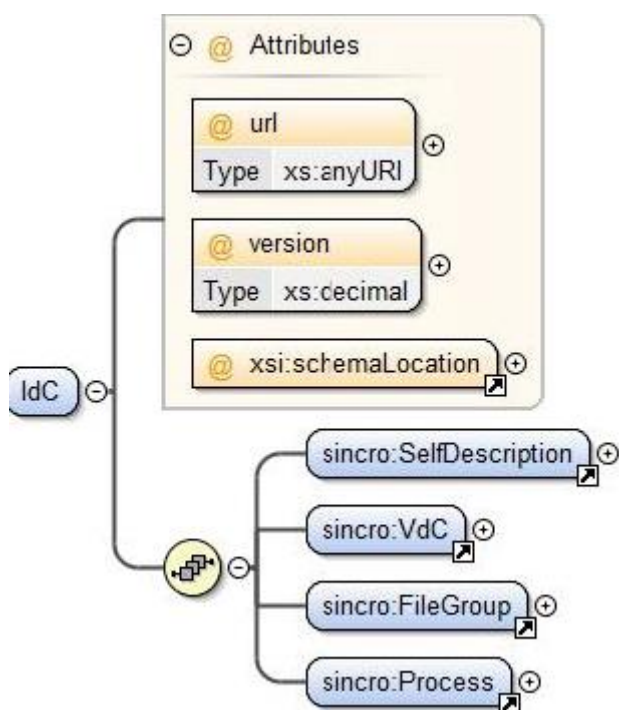 @ Attributes
@ url
Type xs:anyURI
@ version
Type xs:decimal
@ xsi:schemaLocation
IdC
sincro:SelfDescription
sincro:VdC
sincro:FileGroup
sincro:Process